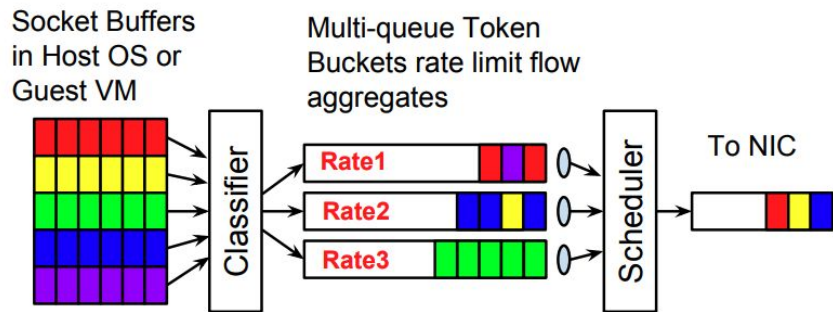 Socket Buffers
in Host OS or
Guest VM
Multi-queue Token
Buckets rate limit flow
aggregates
Classifier
Rate1
Rate2
Rate3
Scheduler
To NIC